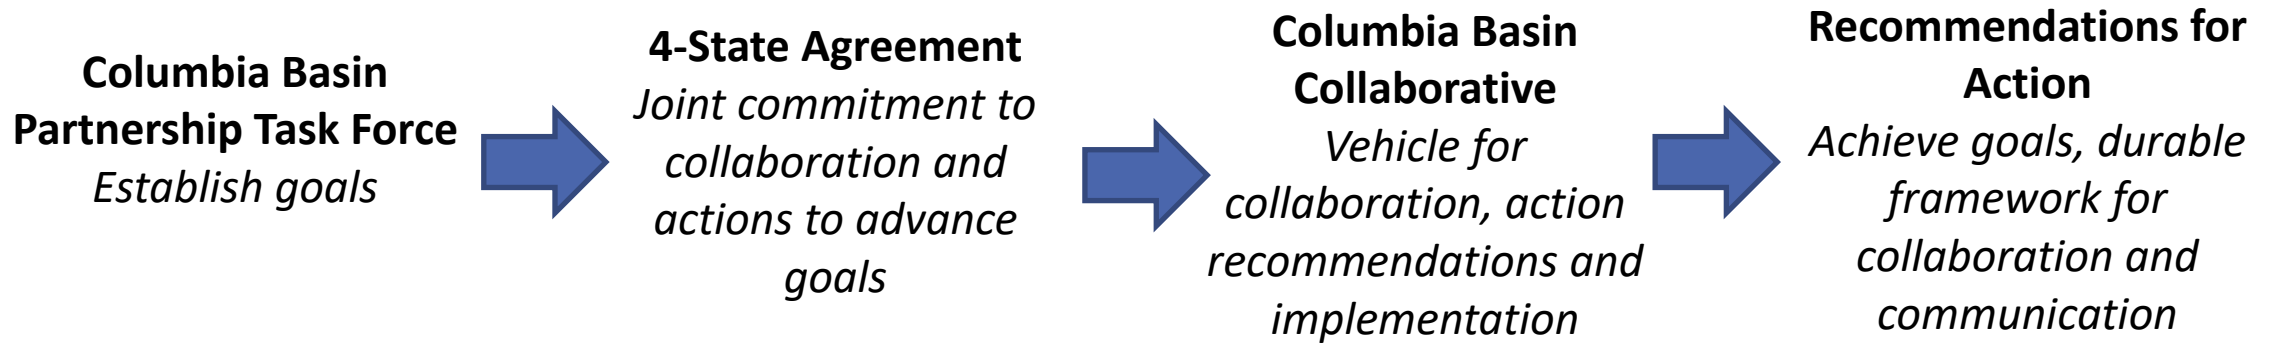 Columbia Basin
Partnership Task Force
Establish goals
4-State Agreement
Joint commitment to
collaboration and
actions to advance
goals
Columbia Basin
Collaborative
Vehicle for
collaboration, action
recommendations and
implementation
Recommendations for
Action
Achieve goals, durable
framework for
collaboration and
communication